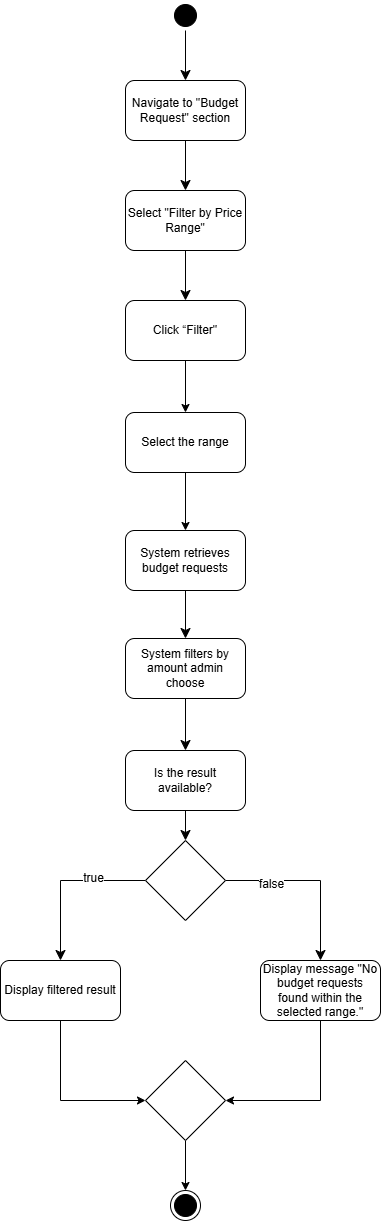 Navigate to "Budget
Request" section
Select "Filter by Price
Range"
Click “Filter"
Select the range
System retrieves
budget requests
System filters by
amount admin
choose
Is the result
available?
true
false
Display filtered result
Display message "No
budget requests
found within the
selected range."